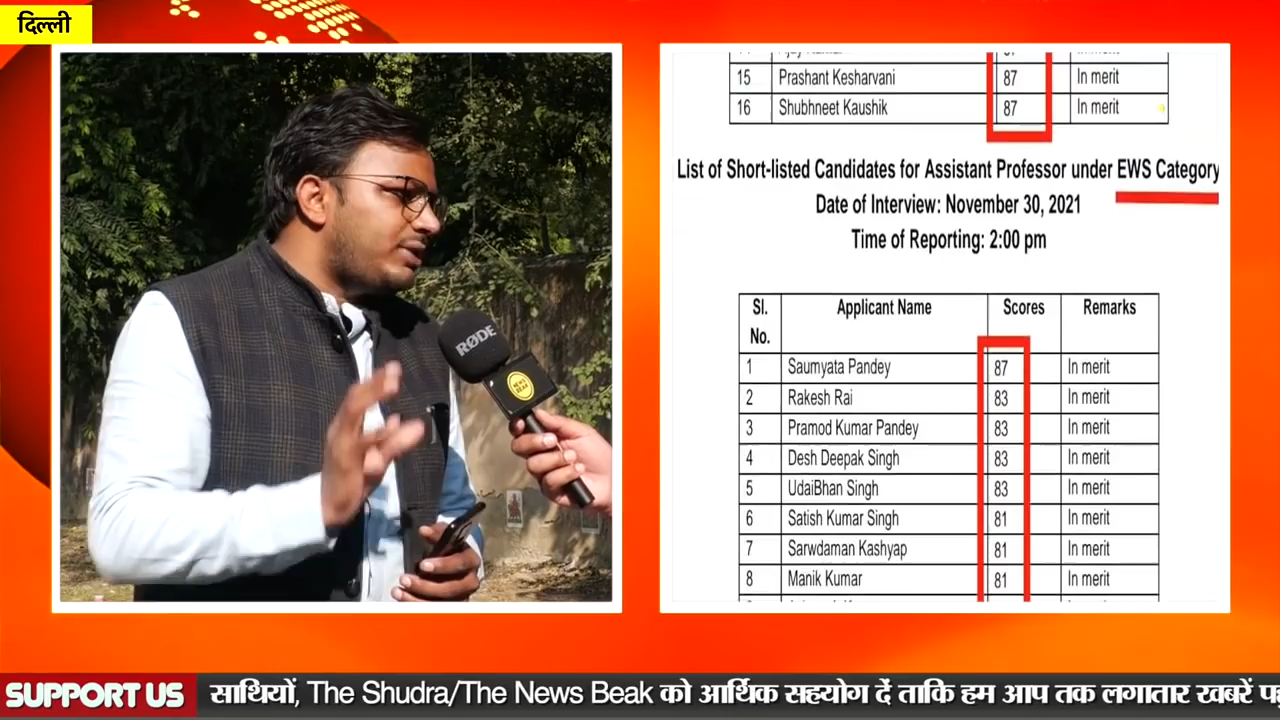 दिल्ली
RØDE
NEWS BEAK
15 Prashant Kesharvani 87 In merit
16 Shubhneet Kaushik 87 In merit
List of Short-listed Candidates for Assistant Professor under EWS Category
Date of Interview: November 30, 2021
Time of Reporting: 2:00 pm
Sl. No. Applicant Name Scores Remarks
1 Saumyata Pandey 87 In merit
2 Rakesh Rai 83 In merit
3 Pramod Kumar Pandey 83 In merit
4 Desh Deepak Singh 83 In merit
5 UdaiBhan Singh 83 In merit
6 Satish Kumar Singh 81 In merit
7 Sarwdaman Kashyap 81 In merit
8 Manik Kumar 81 In merit
SUPPORT US साथियों, The Shudra/The News Beak को आर्थिक सहयोग दें ताकि हम आप तक लगातार खबरें